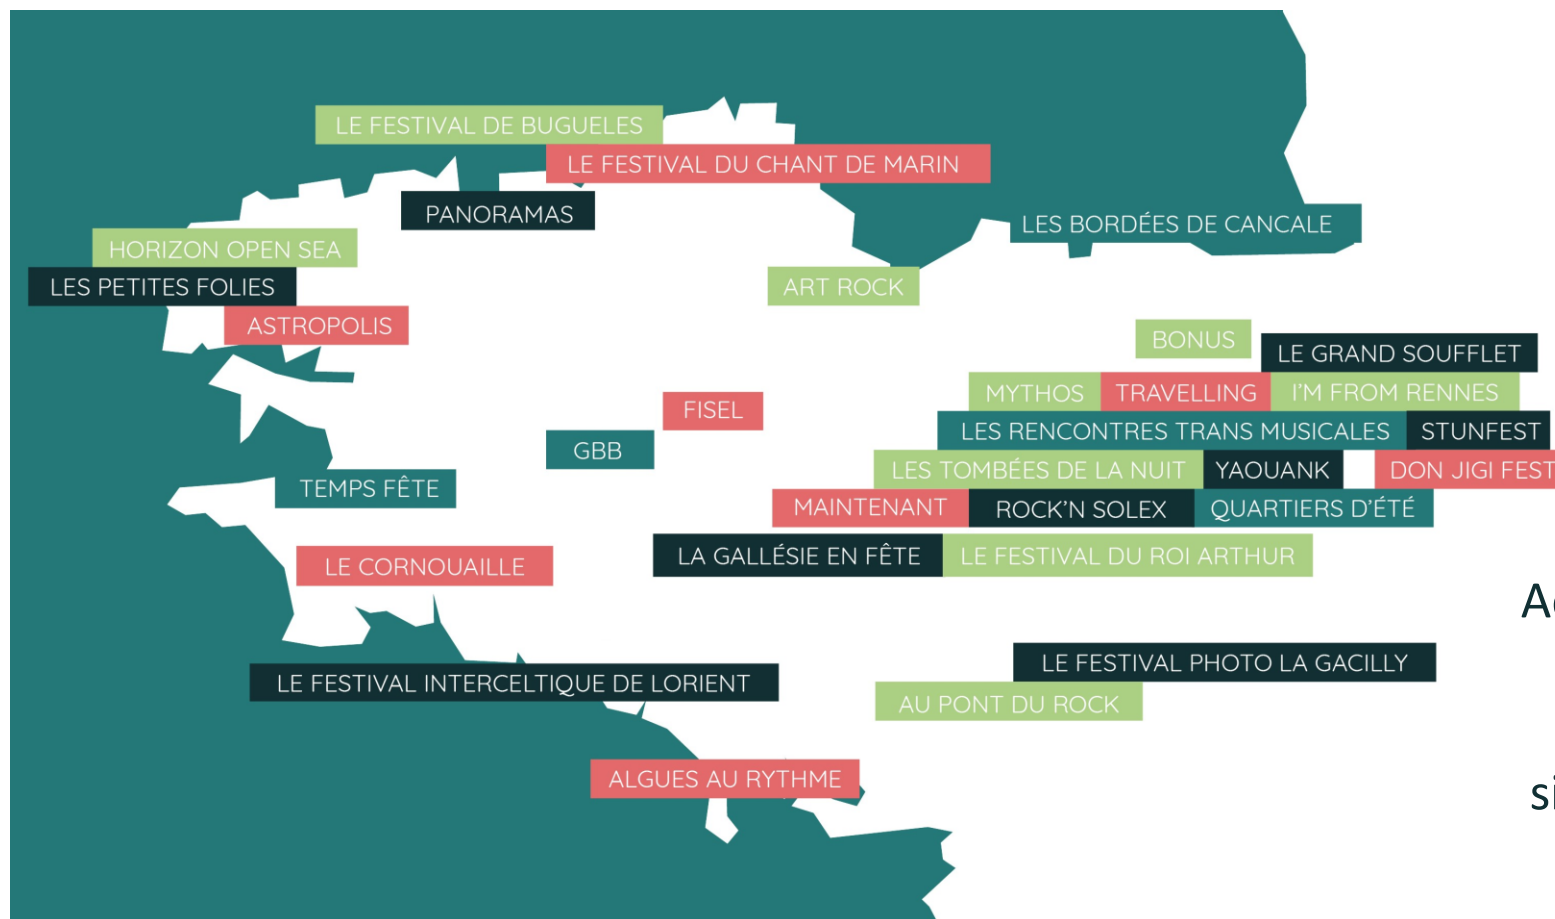 LE FESTIVAL DE BUGUELES
LE FESTIVAL DU CHANT DE MARIN
PANORAMAS
LES BORDÉES DE CANCALE
HORIZON OPEN SEA
LES PETITES FOLIES
ART ROCK
ASTROPOLIS
BONUS
LE GRAND SOUFFLET
MYTHOS TRAVELLING I'M FROM RENNES
FISEL
LES RENCONTRES TRANS MUSICALES STUNFEST
GBB
LES TOMBÉES DE LA NUIT YAOUANK DON JIGI FEST
TEMPS FÊTE
MAINTENANT ROCK'N SOLEX QUARTIERS D'ÉTÉ
LA GALLÉSIE EN FÊTE LE FESTIVAL DU ROI ARTHUR
LE CORNOUAILLE
LE FESTIVAL PHOTO LA GACILLY
LE FESTIVAL INTERCELTIQUE DE LORIENT
AU PONT DU ROCK
ALGUES AU RYTHME